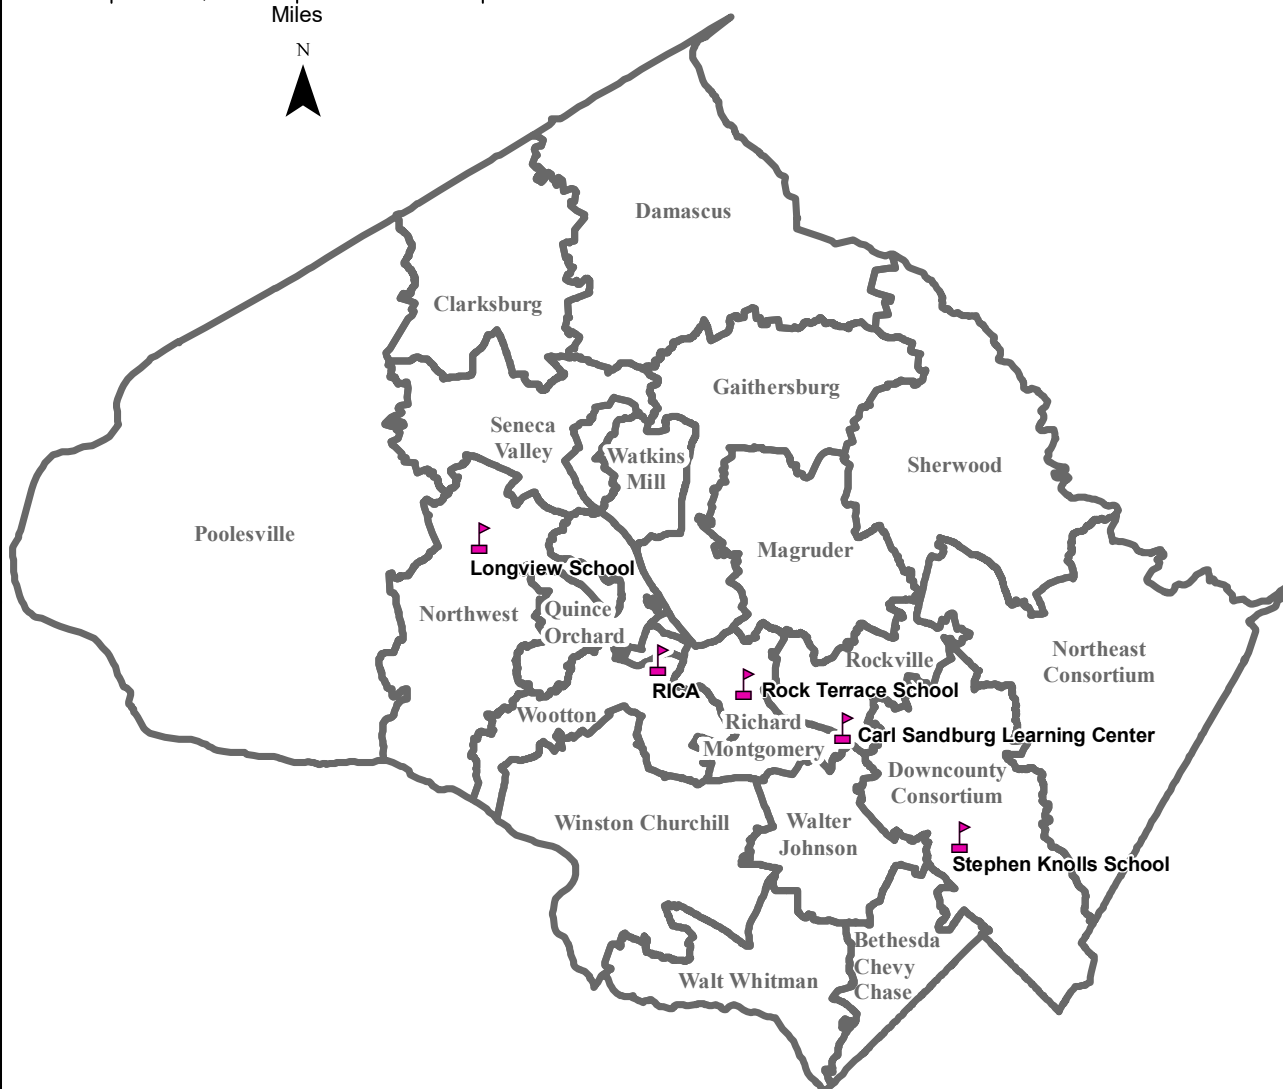 Miles
N
Damascus
Clarksburg
Gaithersburg
Seneca
Valley
Watkins
Mill
Sherwood
Poolesville
Magruder
Longview School
Northwest
Quince
Orchard
Northeast
Consortium
Rockville
RICA
Rock Terrace School
Wootton
Richard
Montgomery
Carl Sandburg Learning Center
Downcounty
Consortium
Winston Churchill
Walter
Johnson
Stephen Knolls School
Bethesda
Chevy
Chase
Walt Whitman